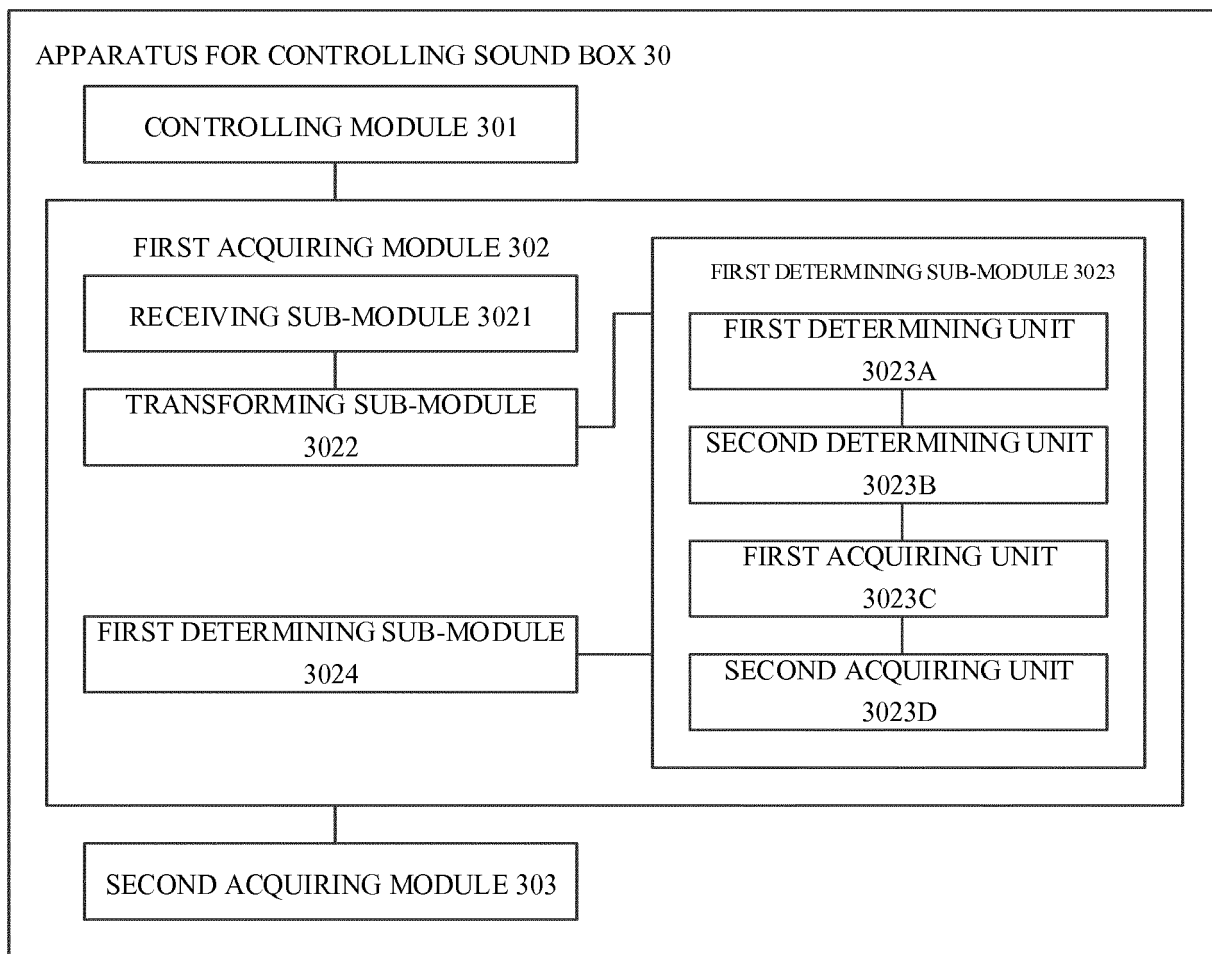 APPARATUS FOR CONTROLLING SOUND BOX 30
CONTROLLING MODULE 301
FIRST ACQUIRING MODULE 302
RECEIVING SUB-MODULE 3021
TRANSFORMING SUB-MODULE
3022
FIRST DETERMINING SUB-MODULE 3023
FIRST DETERMINING UNIT
3023A
SECOND DETERMINING UNIT
3023B
FIRST ACQUIRING UNIT
3023C
SECOND ACQUIRING UNIT
3023D
FIRST DETERMINING SUB-MODULE
3024
SECOND ACQUIRING MODULE 303